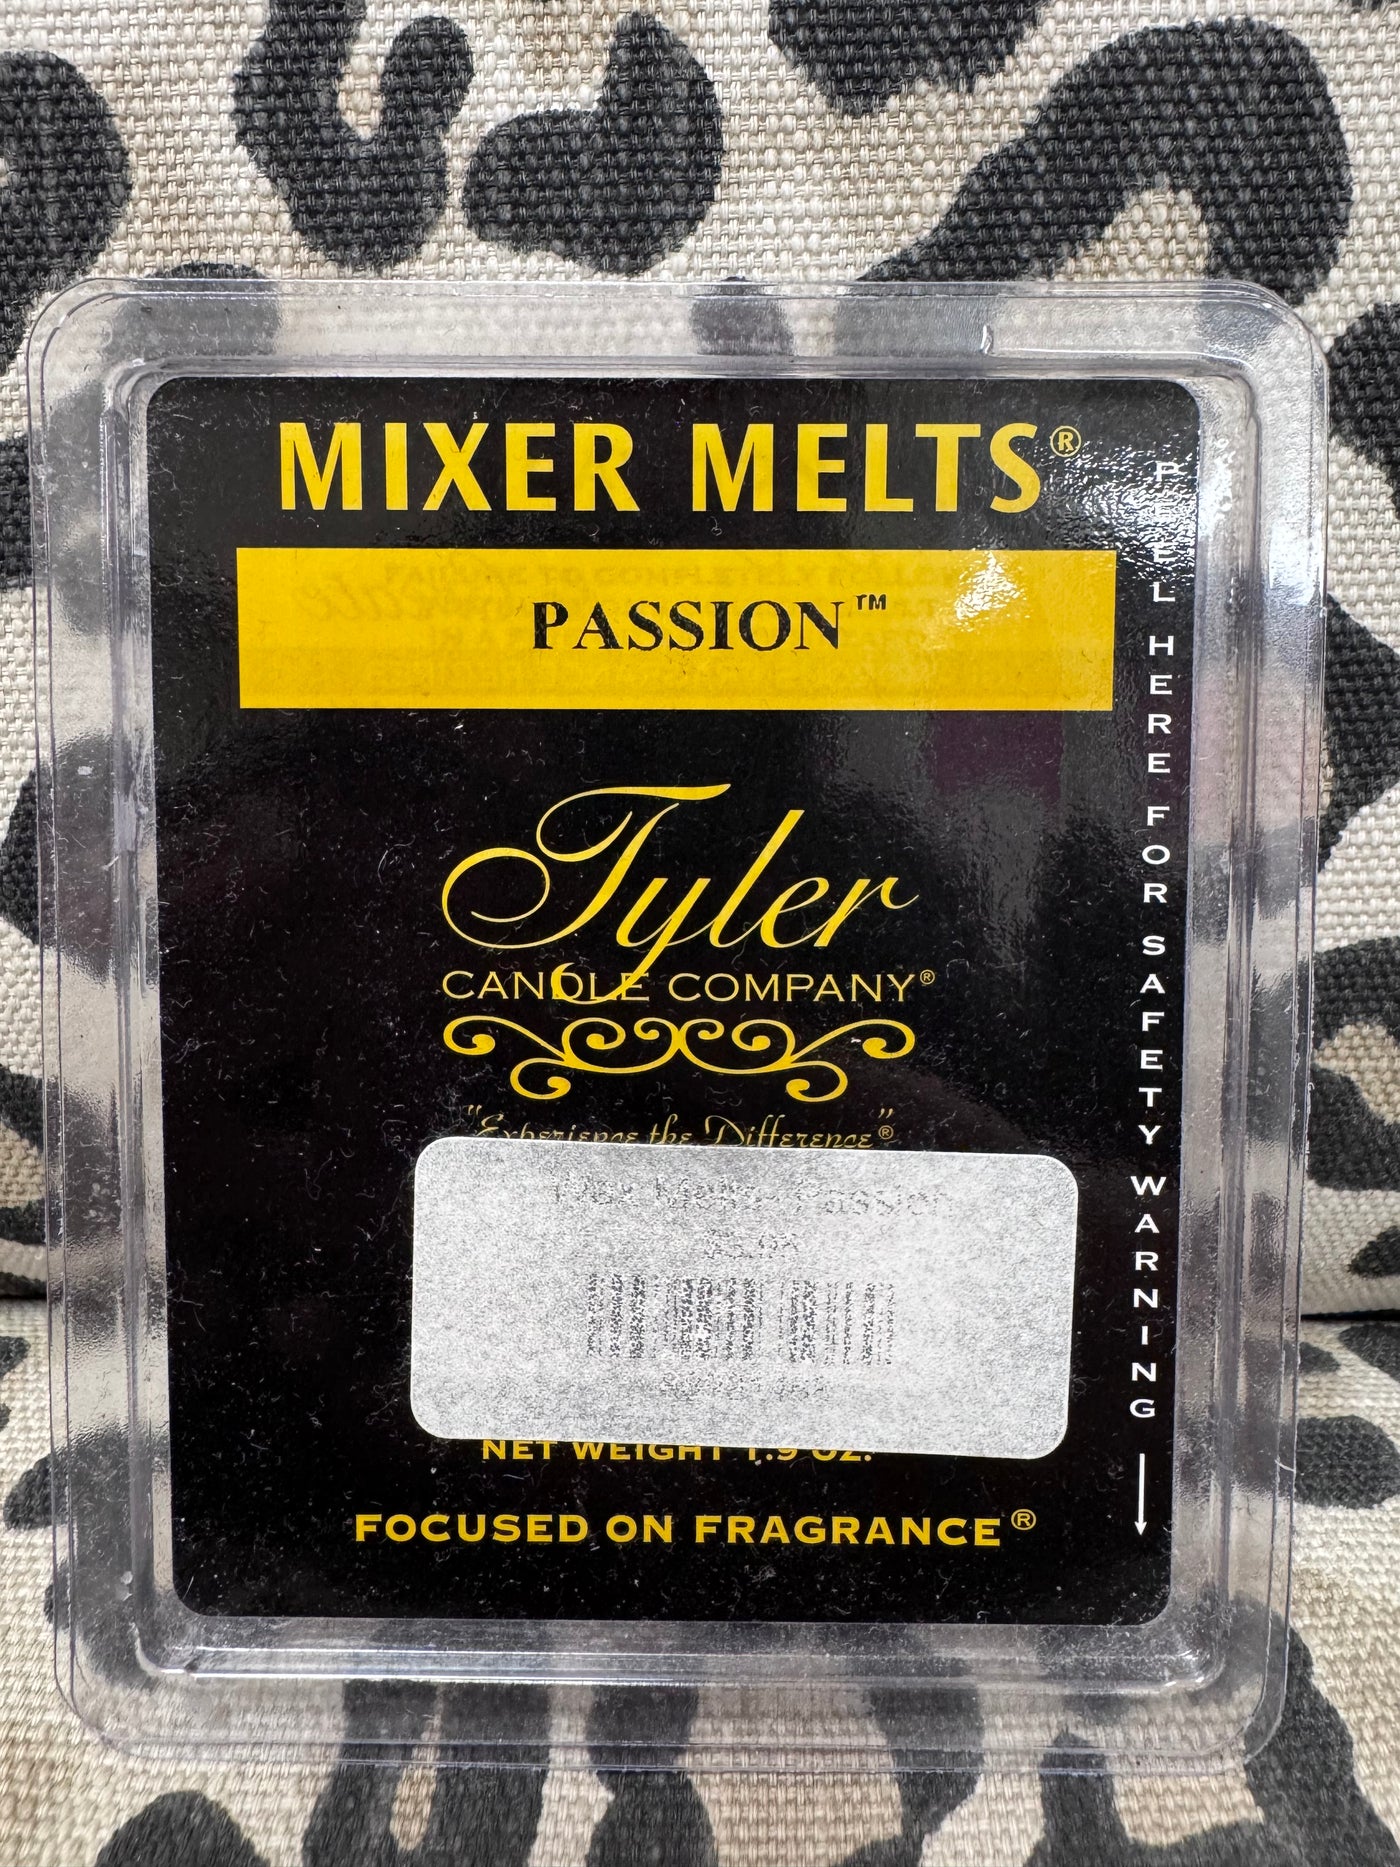 MIXER MELTS®
PASSION™
Tyler
CANDLE COMPANY®
"Experience the Difference"®
Passion
NET WEIGHT 1.9 OZ.
FOCUSED ON FRAGRANCE®
PEEL HERE FOR SAFETY WARNING